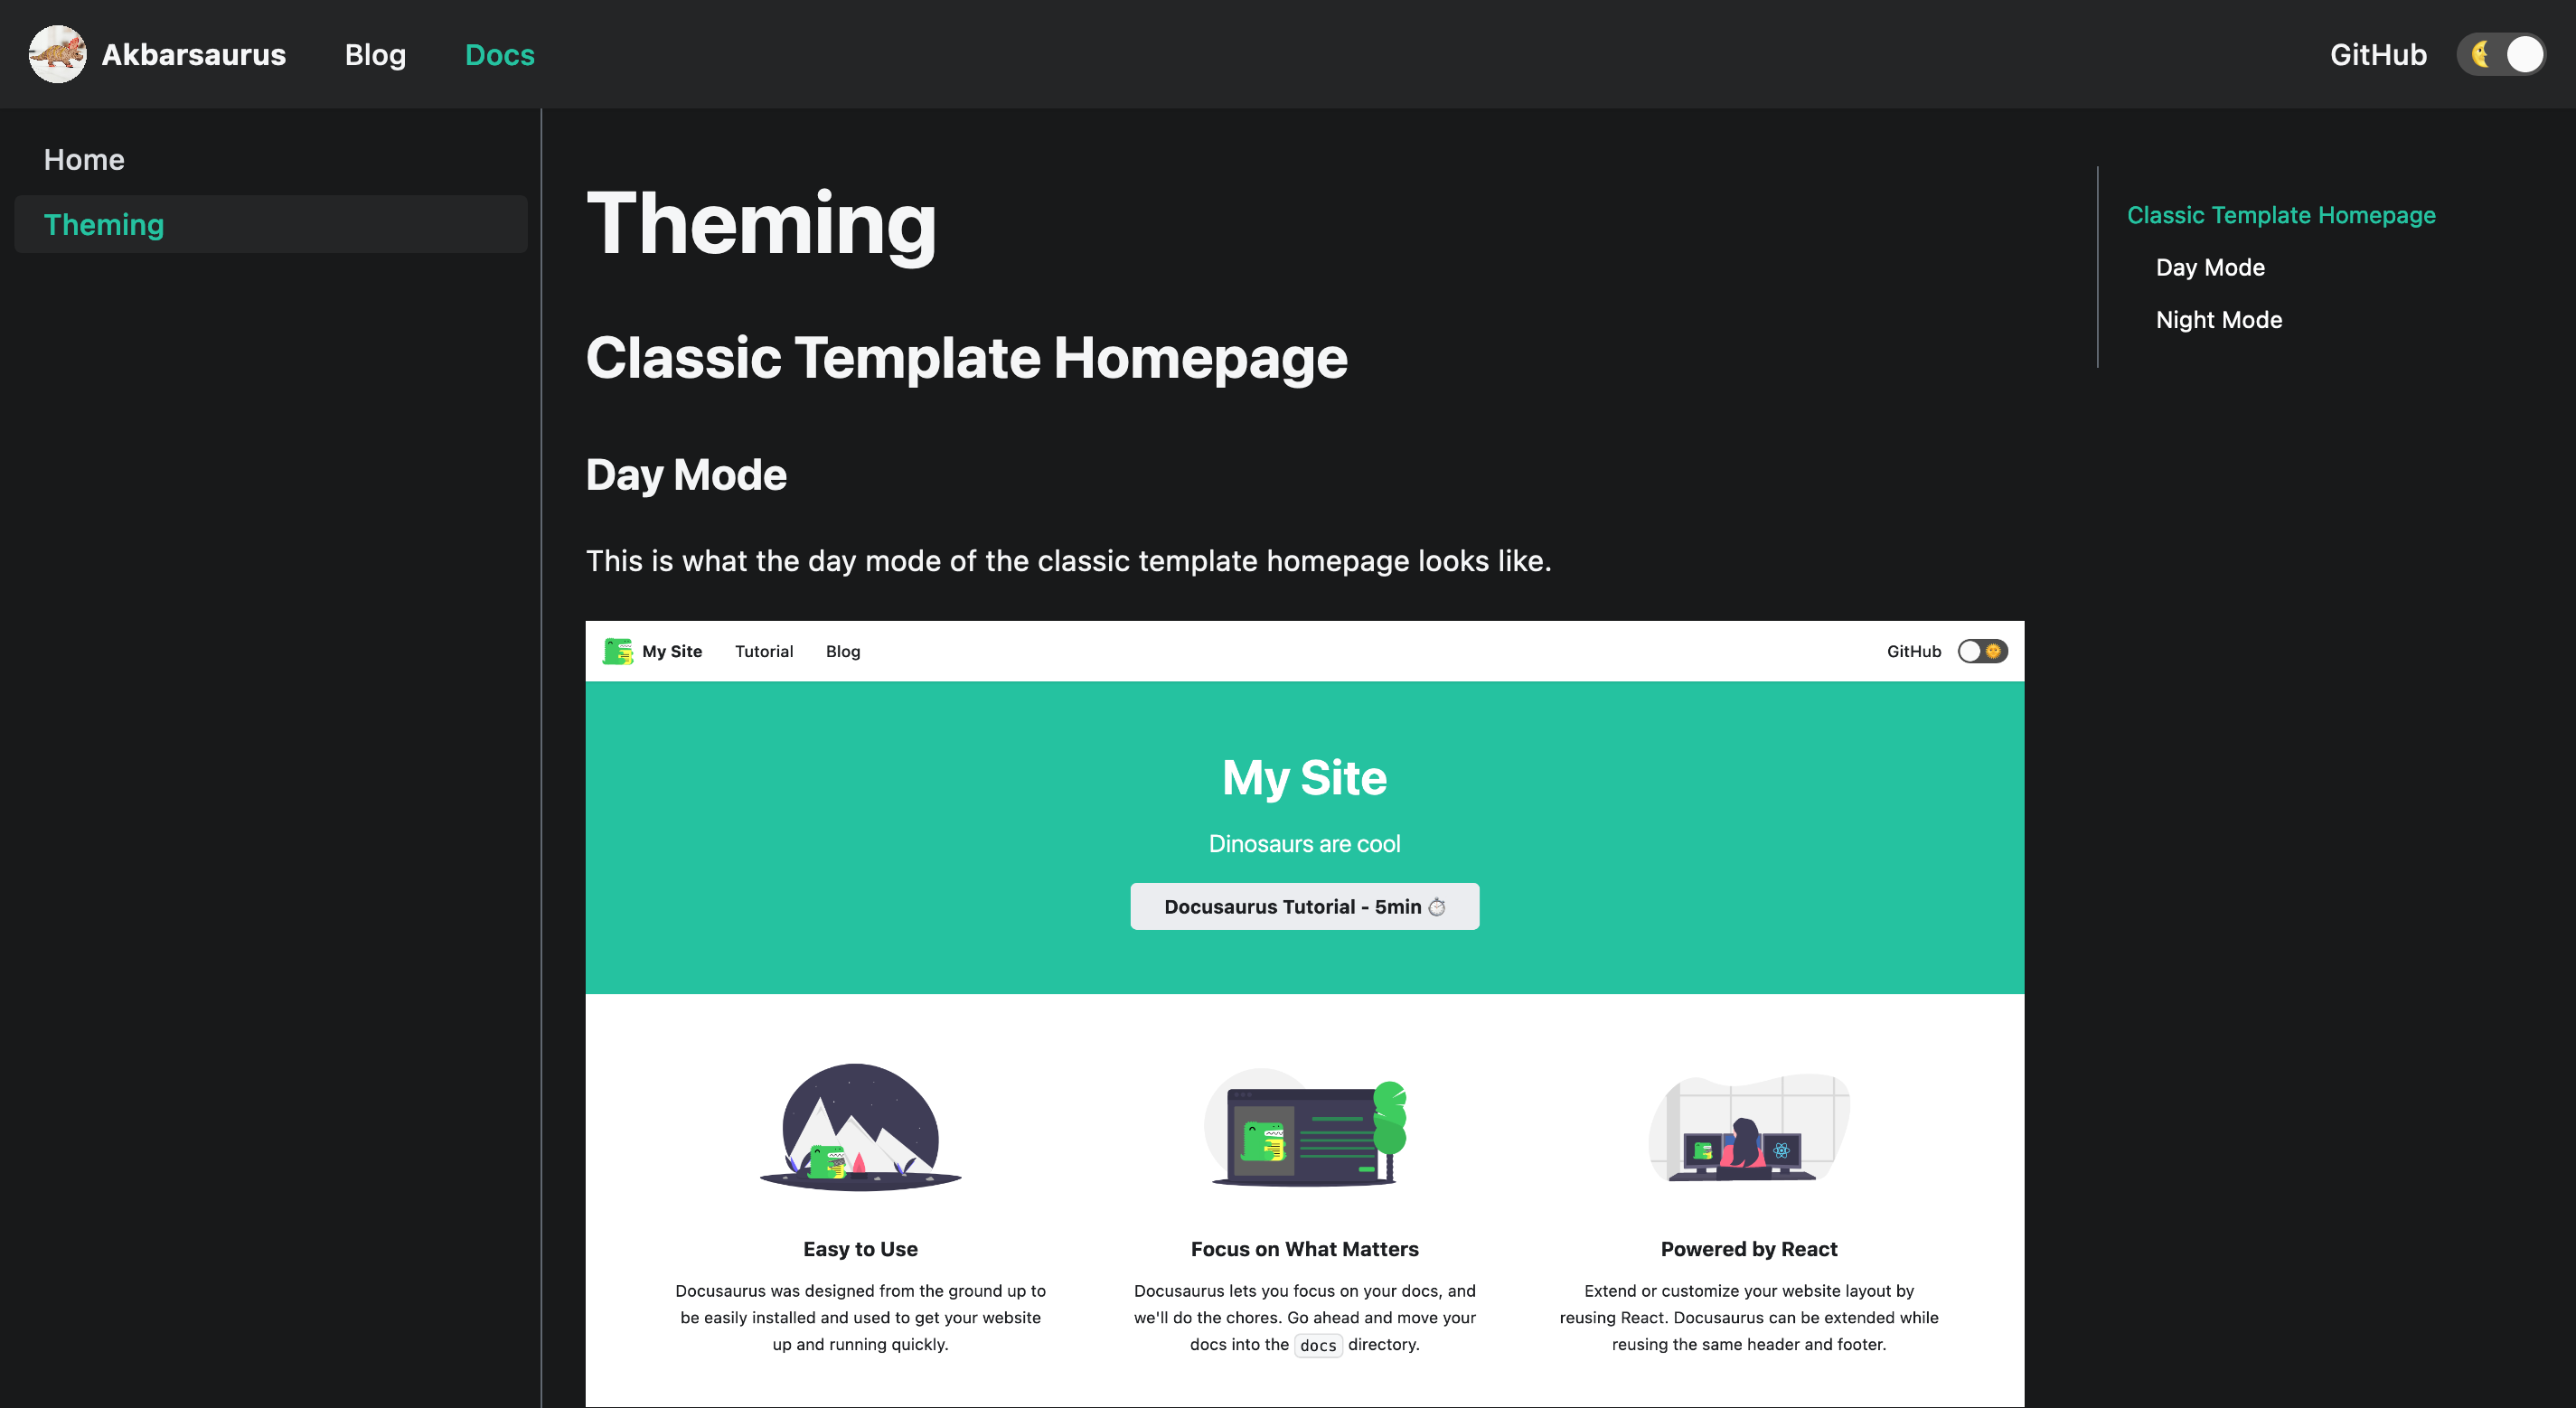 Akbarsaurus
Blog
Docs
GitHub
Home
Theming
Theming
Classic Template Homepage
Day Mode
This is what the day mode of the classic template homepage looks like.
My Site
Tutorial
Blog
GitHub
My Site
Dinosaurs are cool
Docusaurus Tutorial - 5min ⏱️
Easy to Use
Docusaurus was designed from the ground up to
be easily installed and used to get your website
up and running quickly.
Focus on What Matters
Docusaurus lets you focus on your docs, and
we'll do the chores. Go ahead and move your
docs into the docs directory.
Powered by React
Extend or customize your website layout by
reusing React. Docusaurus can be extended while
reusing the same header and footer.
Classic Template Homepage
Day Mode
Night Mode